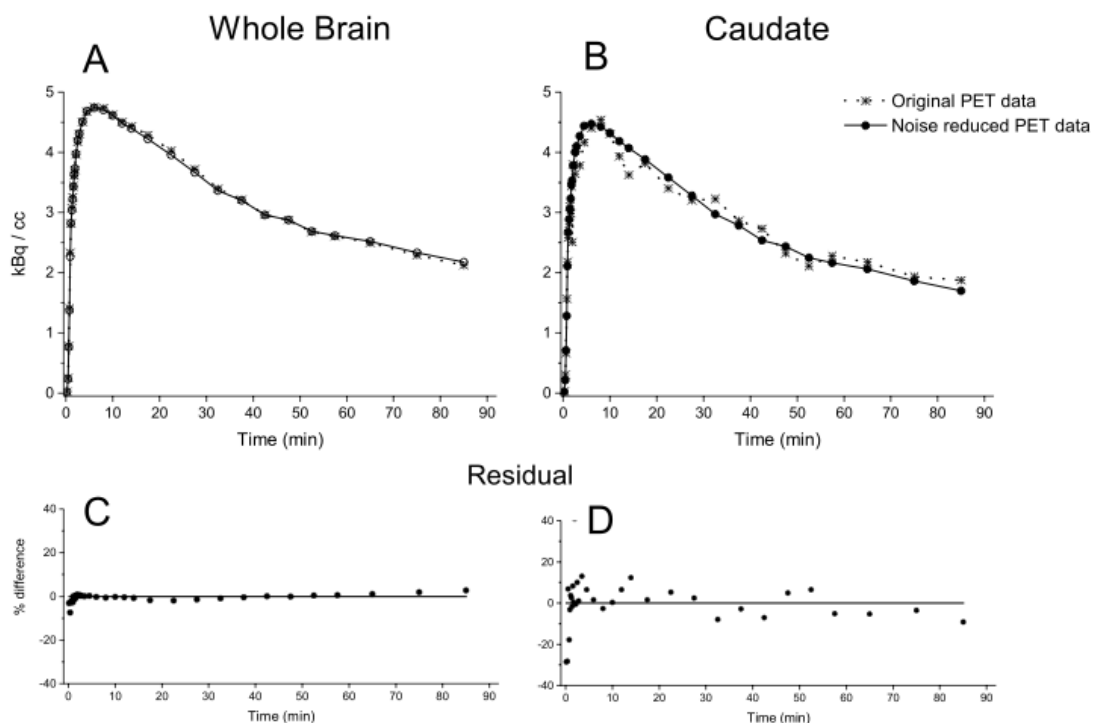 Whole Brain
Caudate
A
B
Original PET data
Noise reduced PET data
5
4
3
2
1
0
kBq / cc
0 10 20 30 40 50 60 70 80 90
Time (min)
5
4
3
2
1
0
0 10 20 30 40 50 60 70 80 90
Time (min)
Residual
C
D
40
20
0
-20
-40
% difference
0 10 20 30 40 50 60 70 80 90
Time (min)
40
20
0
-20
-40
0 10 20 30 40 50 60 70 80 90
Time (min)